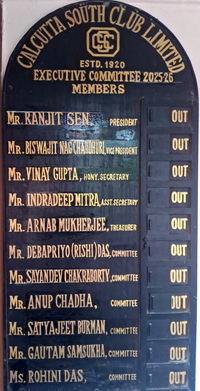 CALCUTTA SOUTH CLUB LIMITED
CSC
ESTD. 1920
EXECUTIVE COMMITTEE 2025-26
MEMBERS
MR. RANJIT SEN, PRESIDENT OUT
MR. BISWAJIT NAG CHAUDHURI, VICE PRESIDENT OUT
MR. VINAY GUPTA, HONY. SECRETARY OUT
MR. INDRADEEP MITRA, ASST. SECRETARY OUT
MR. ARNAB MUKHERJEE, TREASURER OUT
MR. DEBAPRIYO (RISHI) DAS, COMMITTEE OUT
MR. SAYANDEV CHAKRABORTY, COMMITTEE OUT
MR. ANUP CHADHA, COMMITTEE OUT
MR. SATYAJEET BURMAN, COMMITTEE OUT
MR. GAUTAM SAMSUKHA, COMMITTEE OUT
MS. ROHINI DAS, COMMITTEE OUT